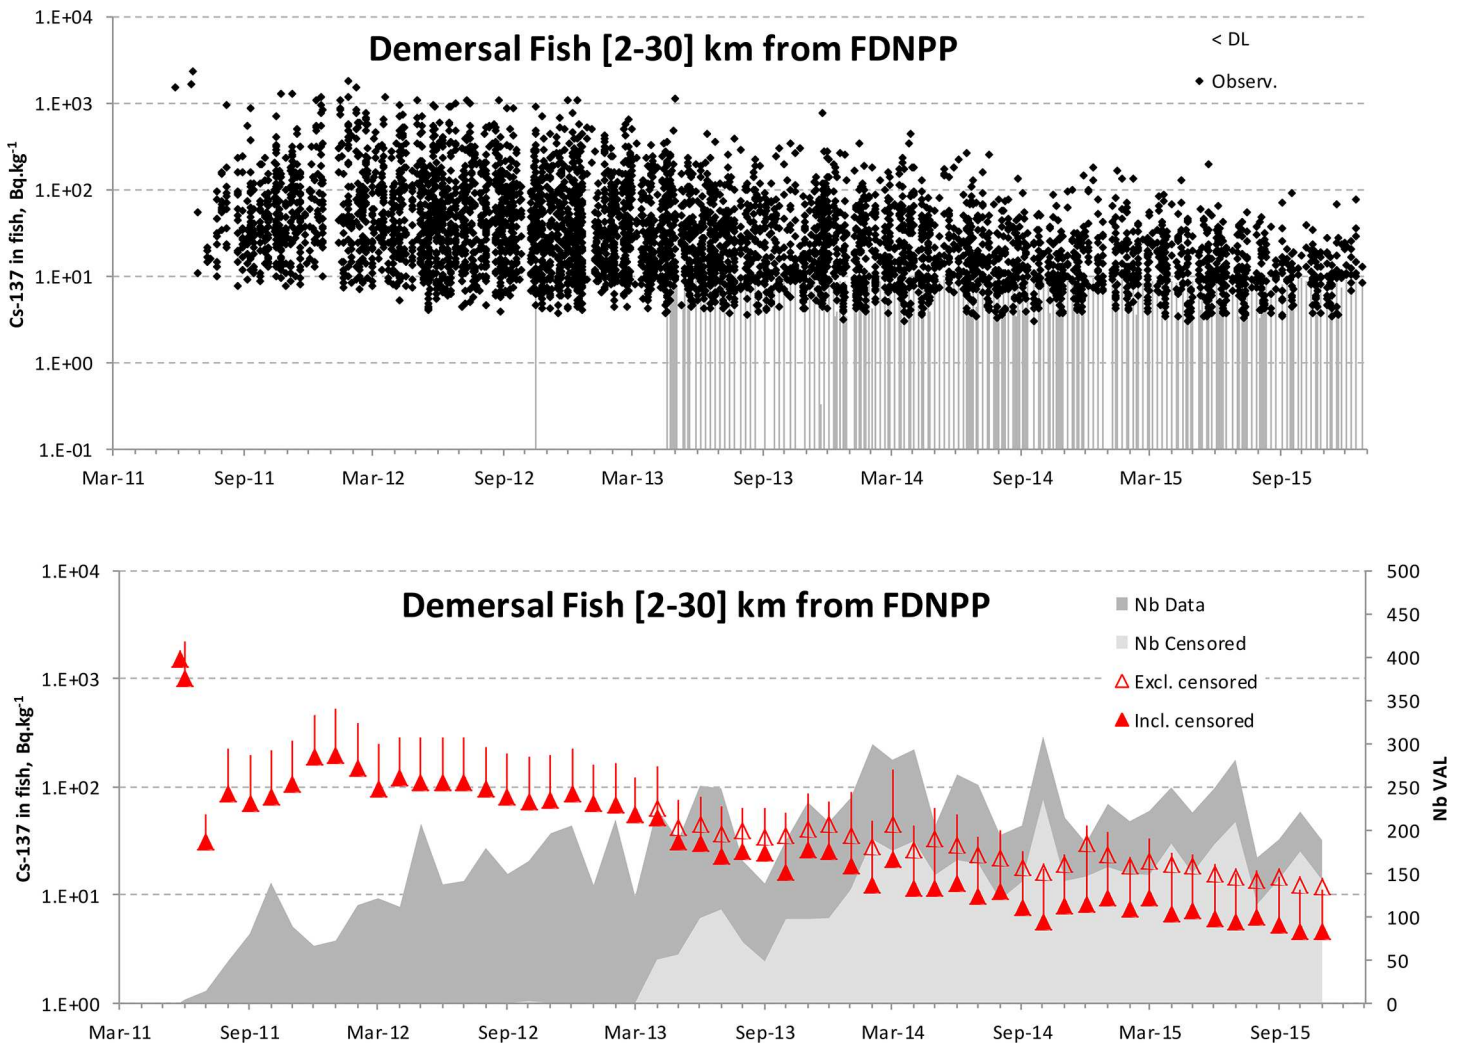 Demersal Fish [2-30] km from FDNPP
< DL
Observ.
Cs-137 in fish, Bq.kg-1
1.E+04
1.E+03
1.E+02
1.E+01
1.E+00
1.E-01
Mar-11 Sep-11 Mar-12 Sep-12 Mar-13 Sep-13 Mar-14 Sep-14 Mar-15 Sep-15
Demersal Fish [2-30] km from FDNPP
Nb Data
Nb Censored
Excl. censored
Incl. censored
Cs-137 in fish, Bq.kg-1
1.E+04
1.E+03
1.E+02
1.E+01
1.E+00
500
450
400
350
300
250
200
150
100
50
0
Nb VAL
Mar-11 Sep-11 Mar-12 Sep-12 Mar-13 Sep-13 Mar-14 Sep-14 Mar-15 Sep-15